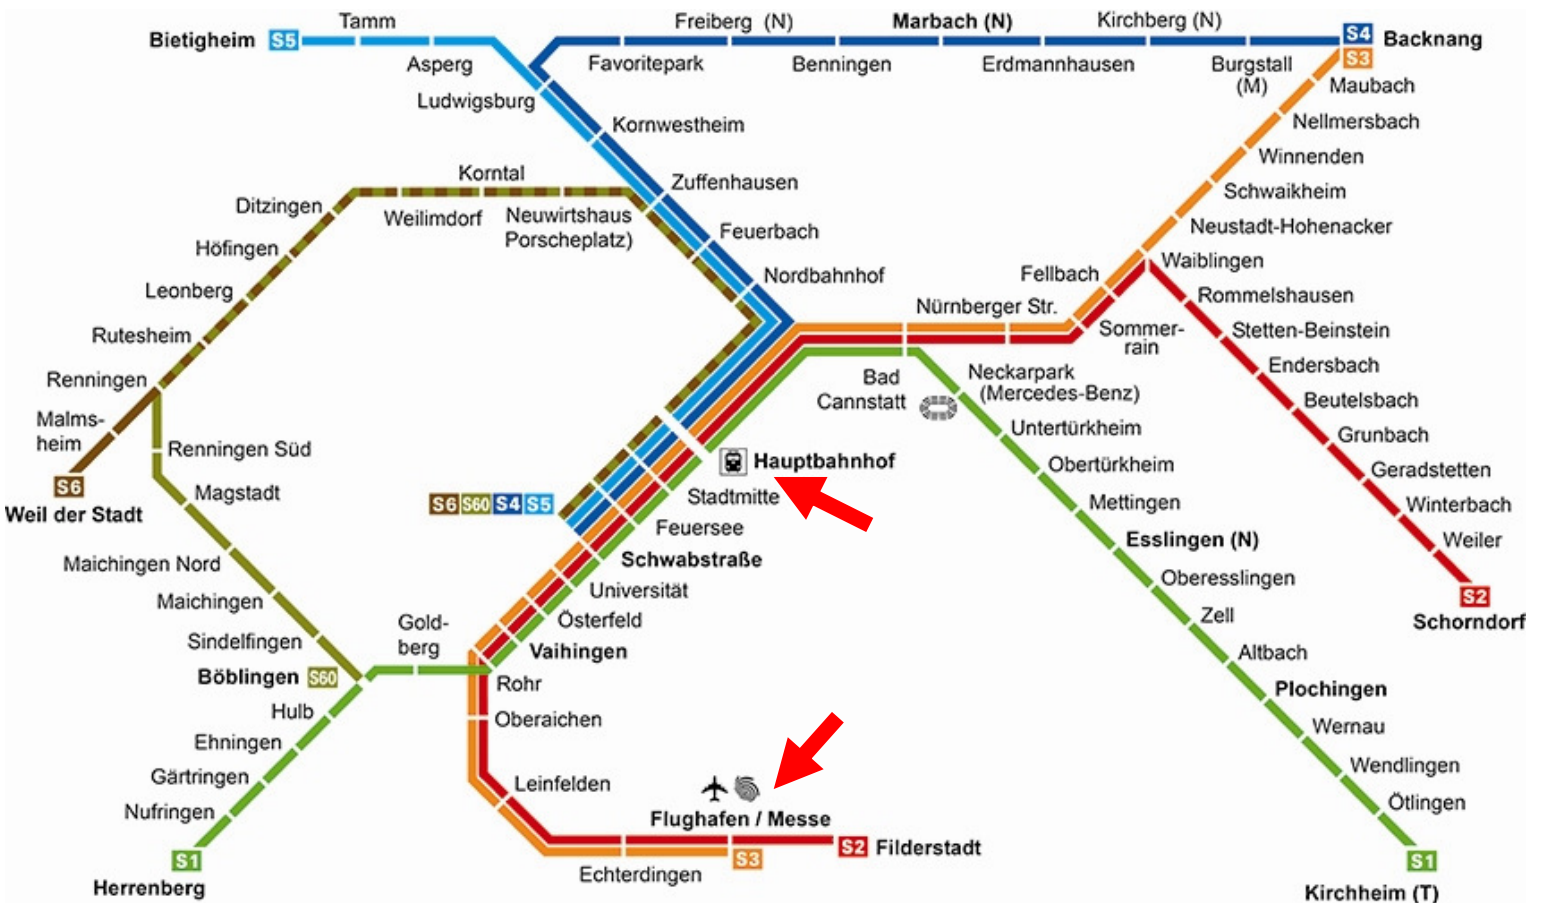 Tamm
Freiberg (N)
Marbach (N)
Kirchberg (N)
Bietigheim S5
S4 Backnang
S3
Asperg
Favoritepark
Benningen
Erdmannhausen
Burgstall
(M)
Maubach
Ludwigsburg
Kornwestheim
Nellmersbach
Winnenden
Korntal
Zuffenhausen
Schwaikheim
Ditzingen
Weilimdorf
Neuwirtshaus
Porscheplatz)
Feuerbach
Neustadt-Hohenacker
Höfingen
Nordbahnhof
Fellbach
Waiblingen
Leonberg
Nürnberger Str.
Rommelshausen
Rutesheim
Sommer-
rain
Stetten-Beinstein
Renningen
Bad
Cannstatt
Neckarpark
(Mercedes-Benz)
Endersbach
Malms-
heim
Beutelsbach
Untertürkheim
Grunbach
Renningen Süd
Hauptbahnhof
Obertürkheim
Geradstetten
S6
Weil der Stadt
Magstadt
S6 S60 S4 S5
Stadtmitte
Mettingen
Winterbach
Feuersee
Esslingen (N)
Weiler
Maichingen Nord
Schwabstraße
Oberesslingen
Maichingen
Universität
S2
Schorndorf
Zell
Sindelfingen
Gold-
berg
Österfeld
Vaihingen
Altbach
Böblingen S60
Rohr
Plochingen
Hulb
Oberaichen
Wernau
Ehningen
Wendlingen
Gärtringen
Leinfelden
Ötlingen
Nufringen
Flughafen / Messe
S2 Filderstadt
S1
Herrenberg
Echterdingen
S3
S1
Kirchheim (T)